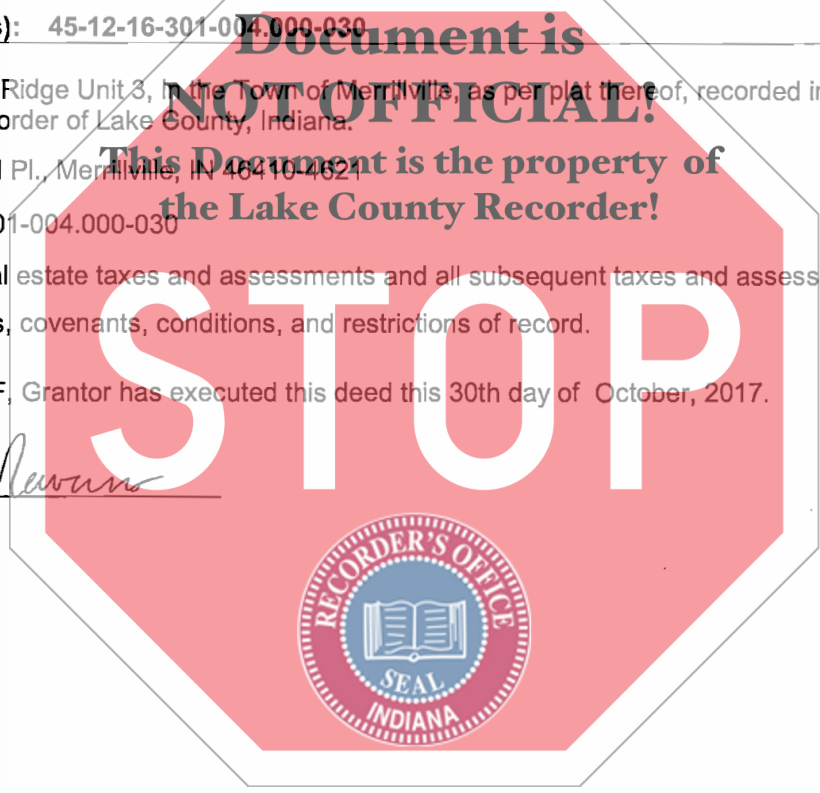 s): 45-12-16-301-004.000-030
Document is
Ridge Unit 3, in the Town of Merrillville, as per plat thereof, recorded in
NOT OFFICIAL!
order of Lake County, Indiana.
This Document is the property of
l Pl., Merrillville, IN 46410-4621
the Lake County Recorder!
01-004.000-030
al estate taxes and assessments and all subsequent taxes and assess
s, covenants, conditions, and restrictions of record.
STOP
F, Grantor has executed this deed this 30th day of October, 2017.
RECORDER'S OFFICE
SEAL
INDIANA